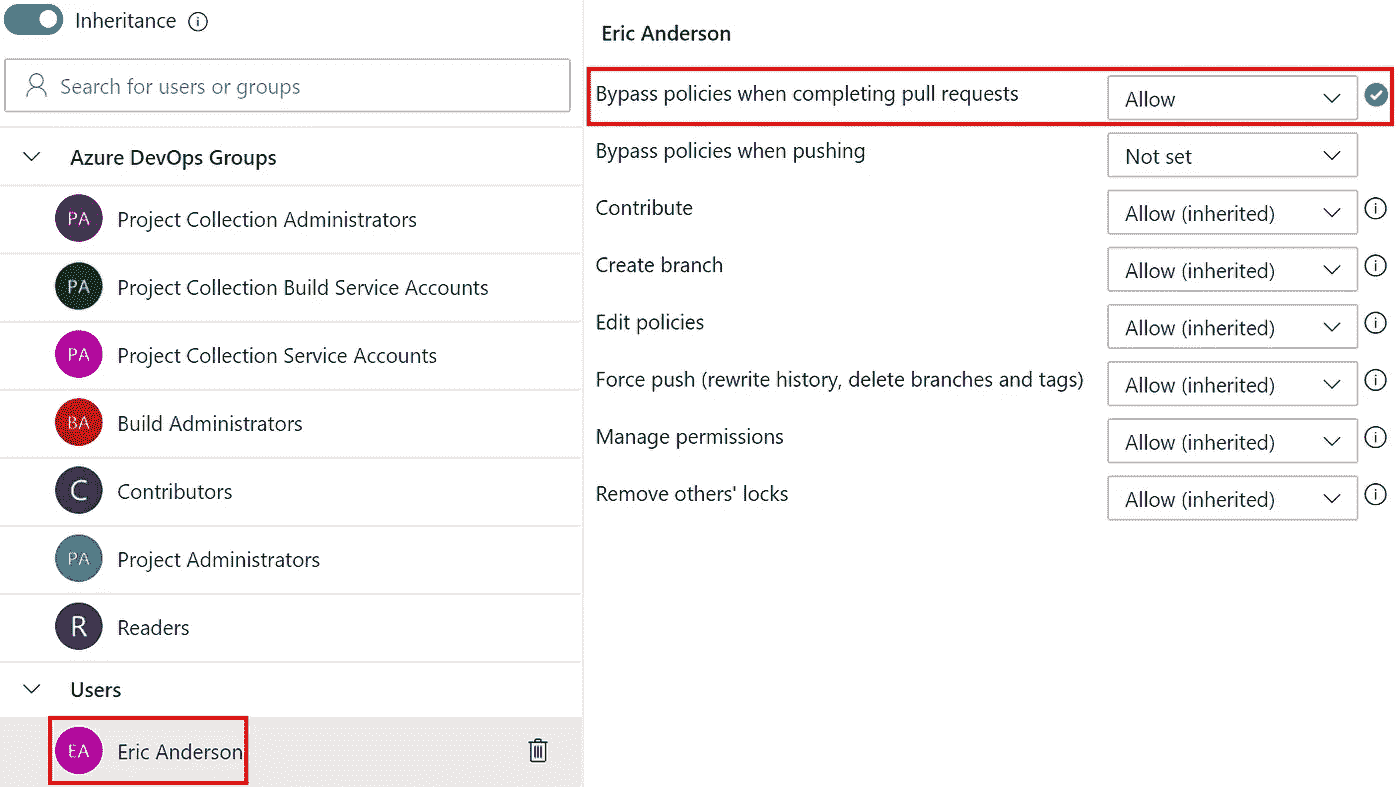 Inheritance
Search for users or groups
Azure DevOps Groups
PA Project Collection Administrators
PA Project Collection Build Service Accounts
PA Project Collection Service Accounts
BA Build Administrators
C Contributors
PA Project Administrators
R Readers
Users
EA Eric Anderson
Eric Anderson
Bypass policies when completing pull requests Allow
Bypass policies when pushing Not set
Contribute Allow (inherited)
Create branch Allow (inherited)
Edit policies Allow (inherited)
Force push (rewrite history, delete branches and tags) Allow (inherited)
Manage permissions Allow (inherited)
Remove others' locks Allow (inherited)